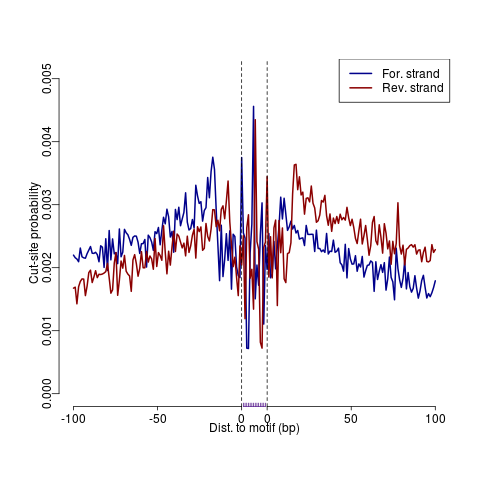 For. strand
Rev. strand
Cut-site probability
0.005
0.004
0.003
0.002
0.001
0.000
-100 -50 0 0 50 100
Dist. to motif (bp)